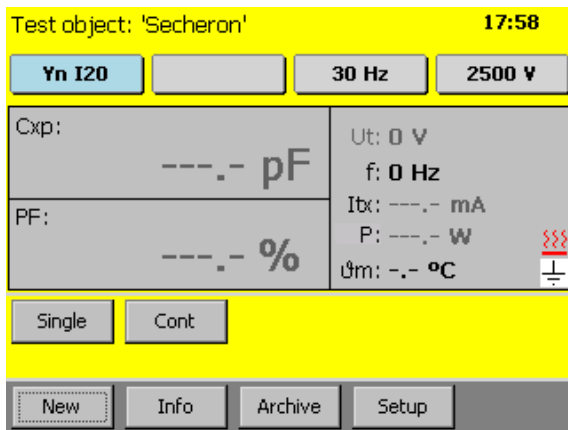 Test object: 'Secheron' 17:58
Yn I20 30 Hz 2500 V
Cxp:
---.- pF
PF:
---.- %
Ut: 0 V
f: 0 Hz
Itx: ---.- mA
P: ---.- W
ϑm: -.- ºC
Single Cont
New Info Archive Setup